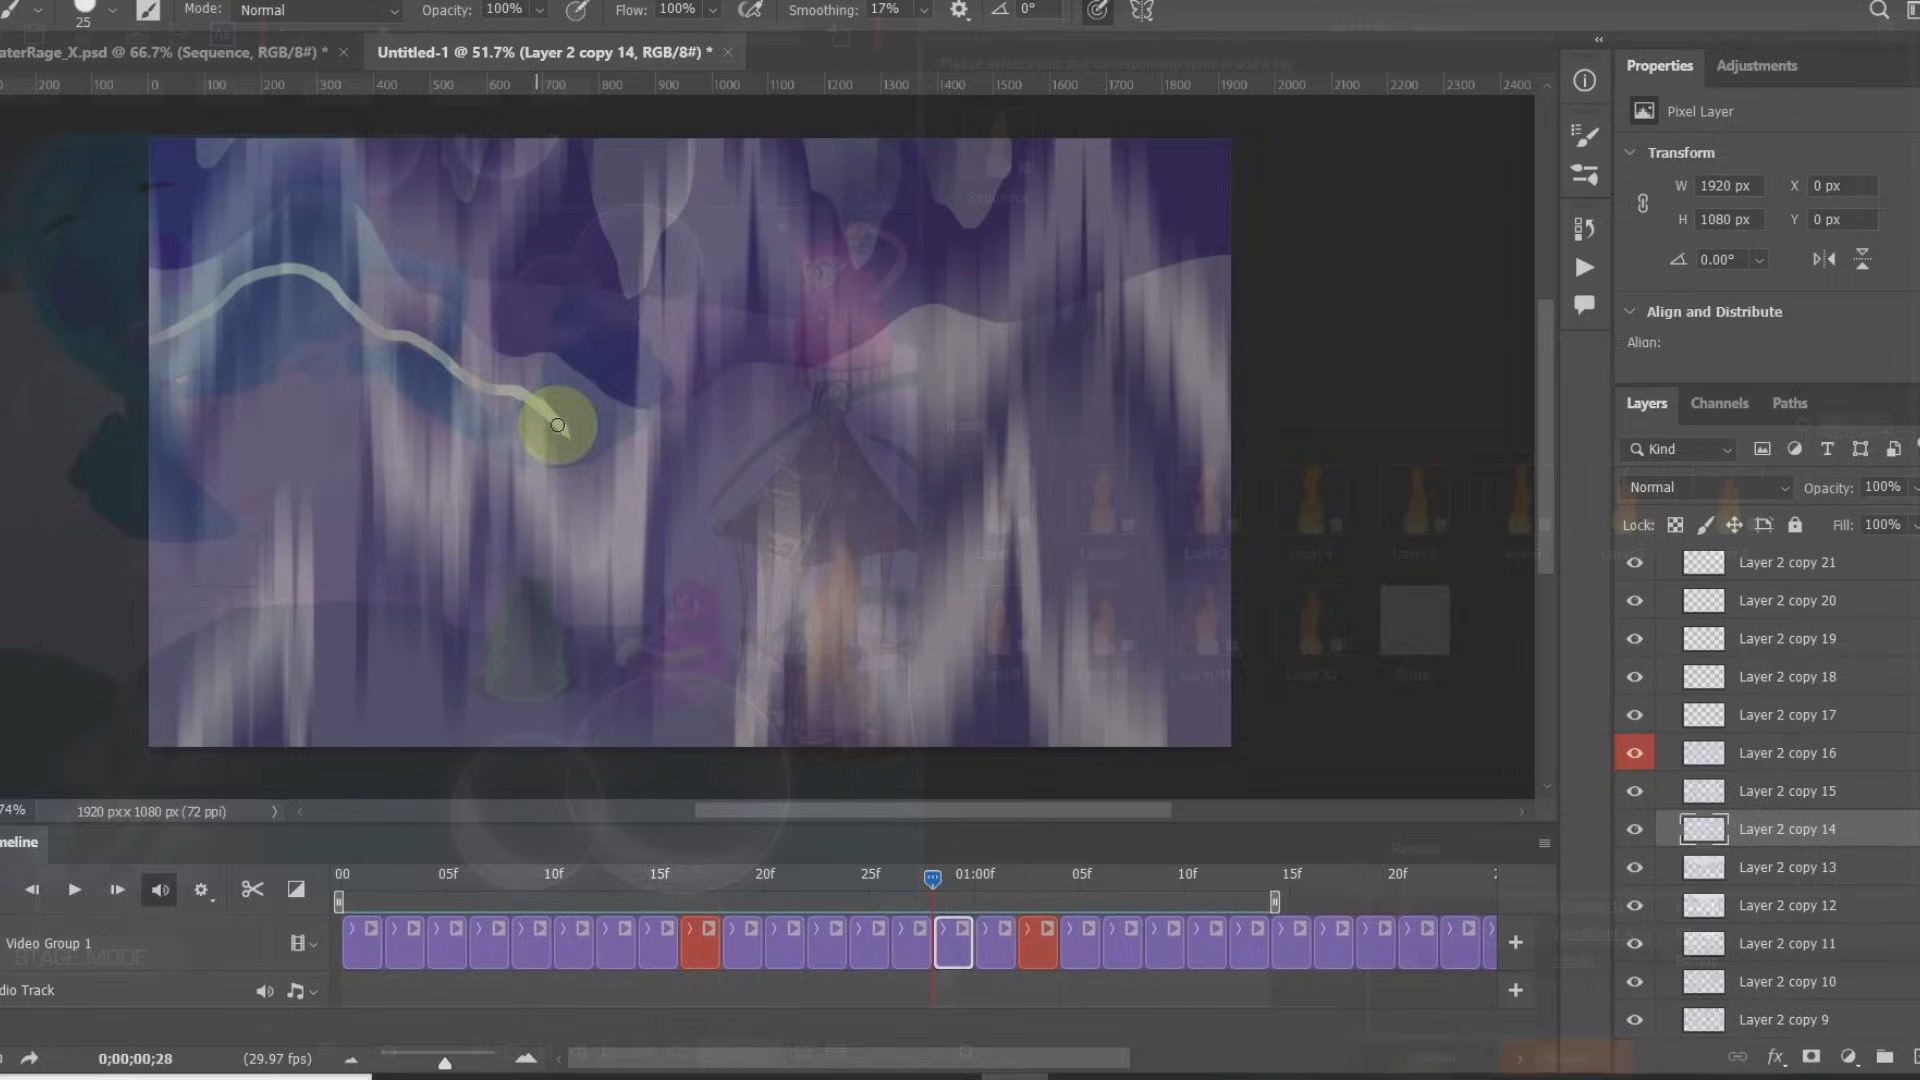 25
Mode: Normal
Opacity: 100%
Flow: 100%
Smoothing: 17%
0°
aterRage_X.psd @ 66.7% (Sequence, RGB/8#) *
Untitled-1 @ 51.7% (Layer 2 copy 14, RGB/8#) *
200 100 0 100 200 300 400 500 600 700 800 900 1000 1100 1200 1300 1400 1500 1600 1700 1800 1900 2000 2100 2200 2300 2400
Properties
Adjustments
Pixel Layer
Transform
W 1920 px X 0 px
H 1080 px Y 0 px
0.00°
Align and Distribute
Align:
Layers
Channels
Paths
Kind
Normal
Opacity: 100%
Lock:
Fill: 100%
Layer 2 copy 21
Layer 2 copy 20
Layer 2 copy 19
Layer 2 copy 18
Layer 2 copy 17
Layer 2 copy 16
Layer 2 copy 15
Layer 2 copy 14
Layer 2 copy 13
Layer 2 copy 12
Layer 2 copy 11
Layer 2 copy 10
Layer 2 copy 9
74%
1920 px x 1080 px (72 ppi)
meline
00 05f 10f 15f 20f 25f 01:00f 05f 10f 15f 20f 2
Video Group 1
STAGE MODE
dio Track
0;00;00;28
(29.97 fps)